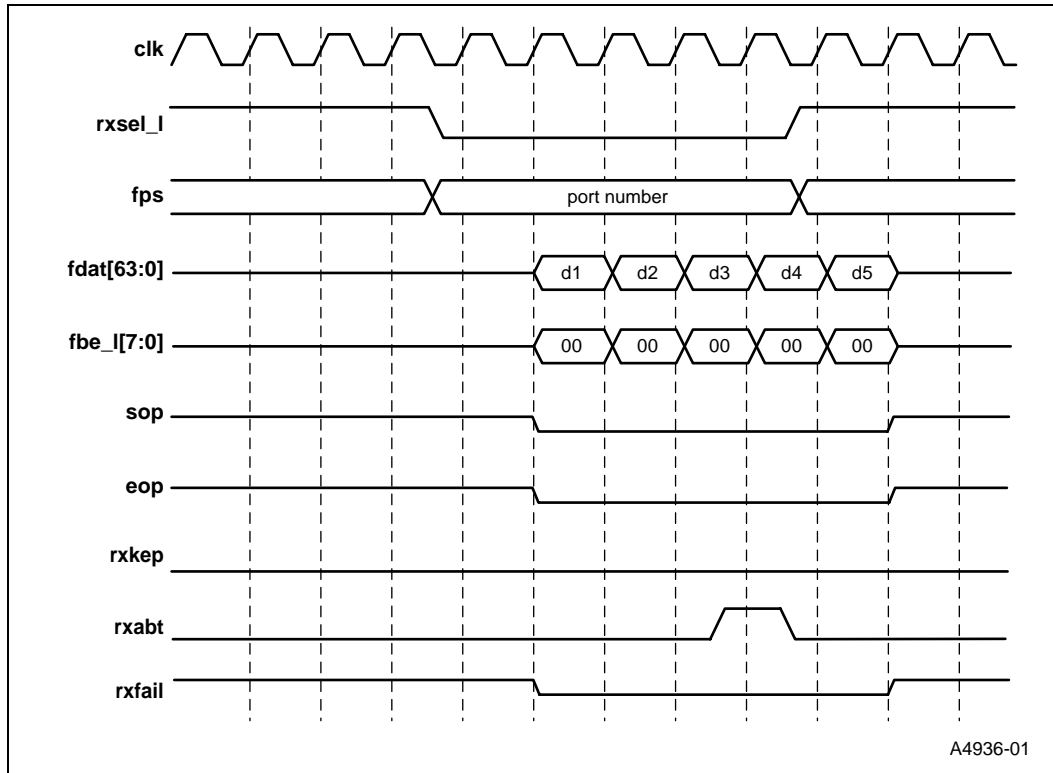 clk
rxsel_l
fps
port number
fdat[63:0]
d1 d2 d3 d4 d5
fbe_l[7:0]
00 00 00 00 00
sop
eop
rxkep
rxabt
rxfail
A4936-01